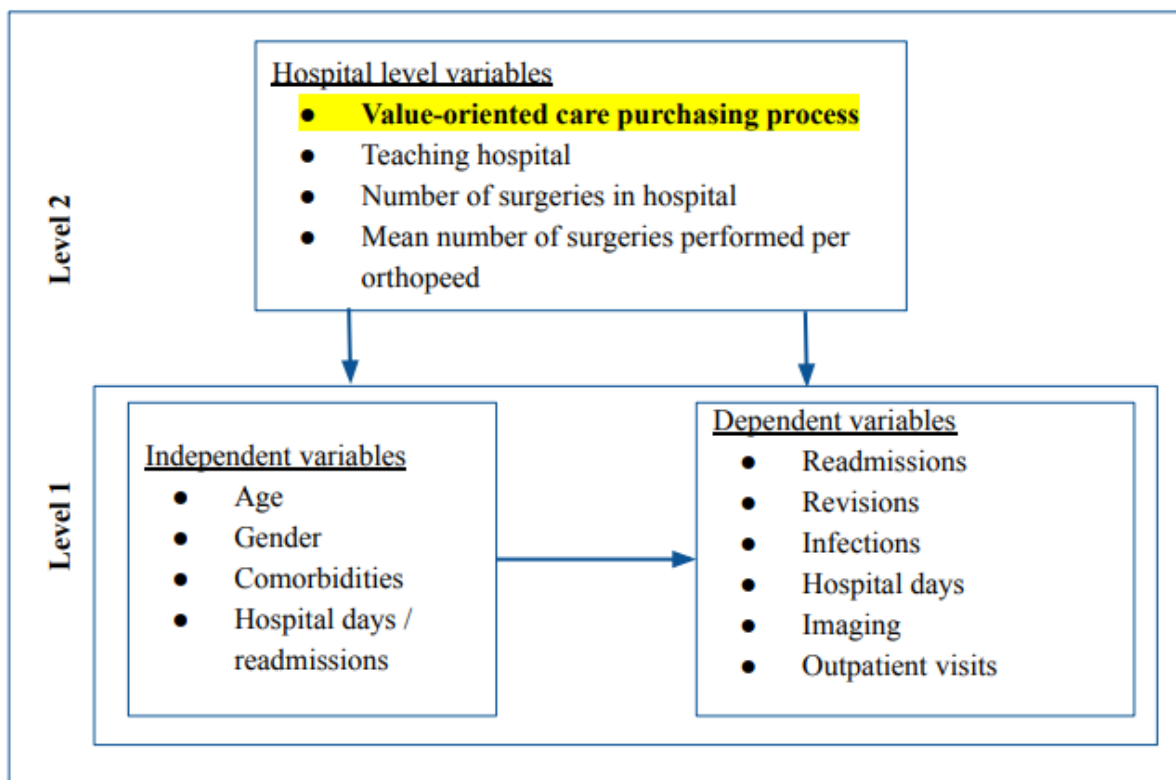 Hospital level variables
● Value-oriented care purchasing process
● Teaching hospital
● Number of surgeries in hospital
● Mean number of surgeries performed per
orthopeed
Level 2
Level 1
Independent variables
● Age
● Gender
● Comorbidities
● Hospital days /
readmissions
Dependent variables
● Readmissions
● Revisions
● Infections
● Hospital days
● Imaging
● Outpatient visits